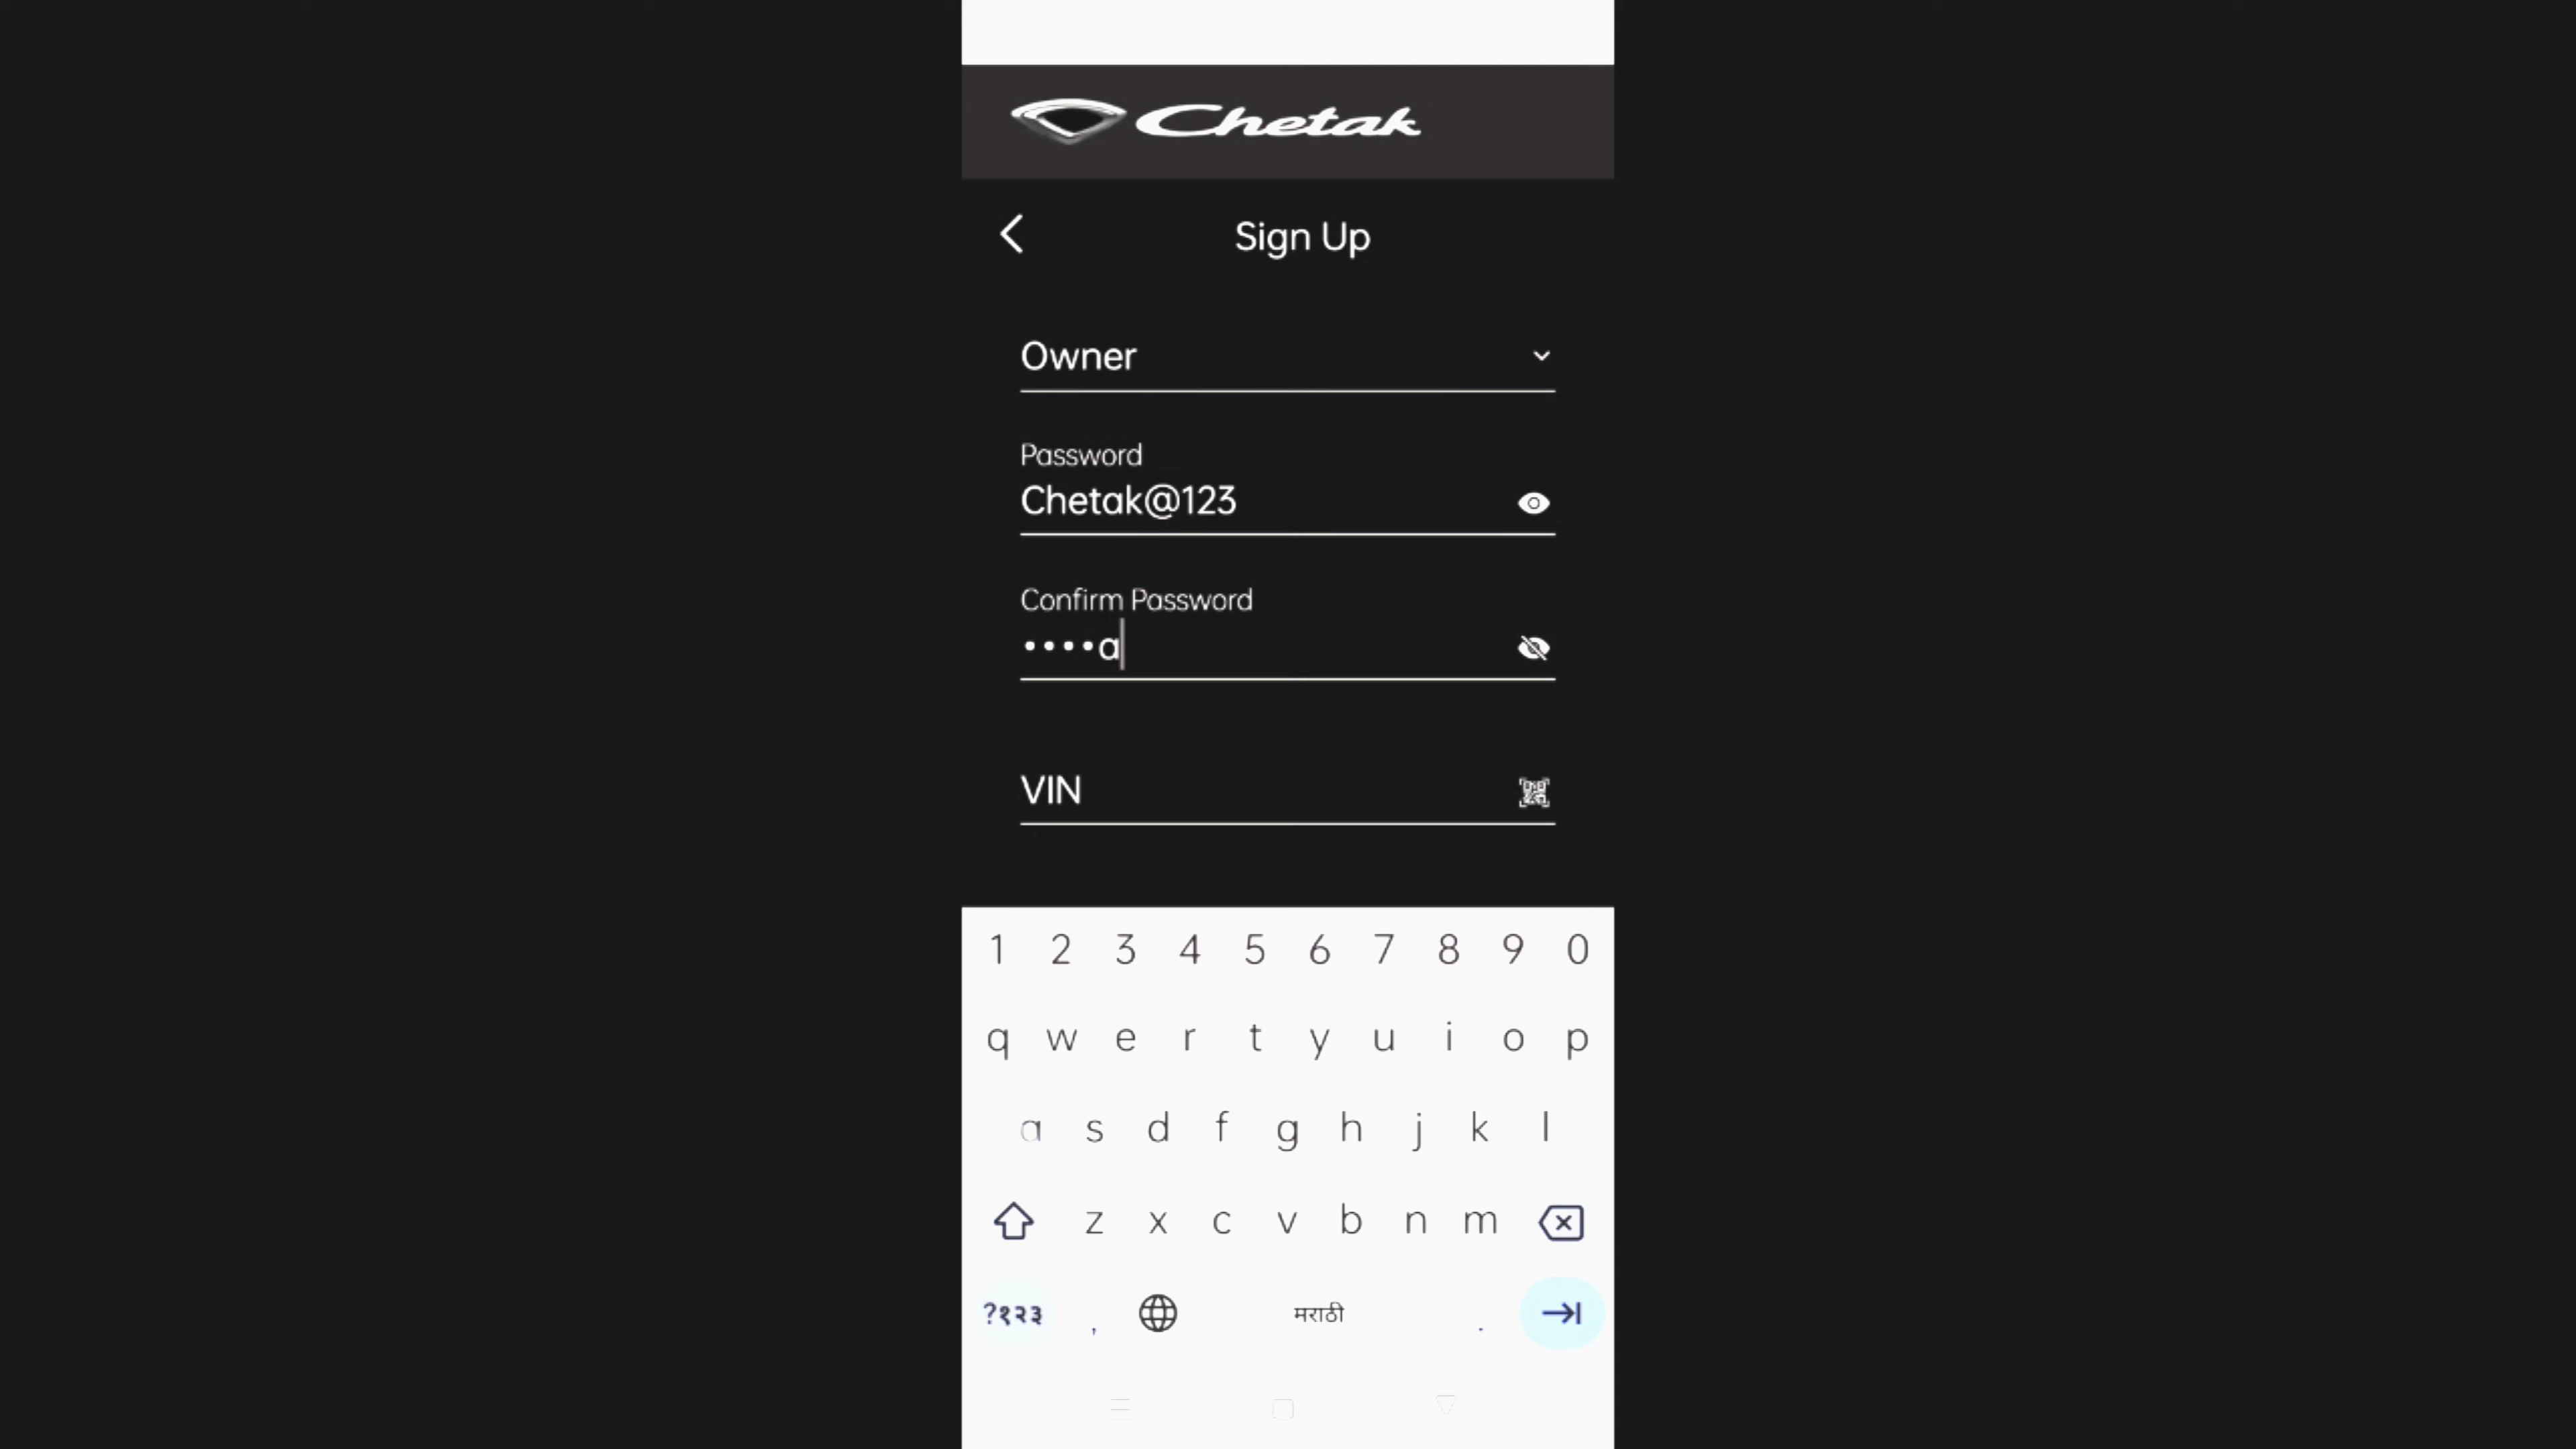 Chetak
Sign Up
Owner
Password
Chetak@123
Confirm Password
••••a
VIN
1 2 3 4 5 6 7 8 9 0
q w e r t y u i o p
a s d f g h j k l
z x c v b n m
?१२३ , मराठी .